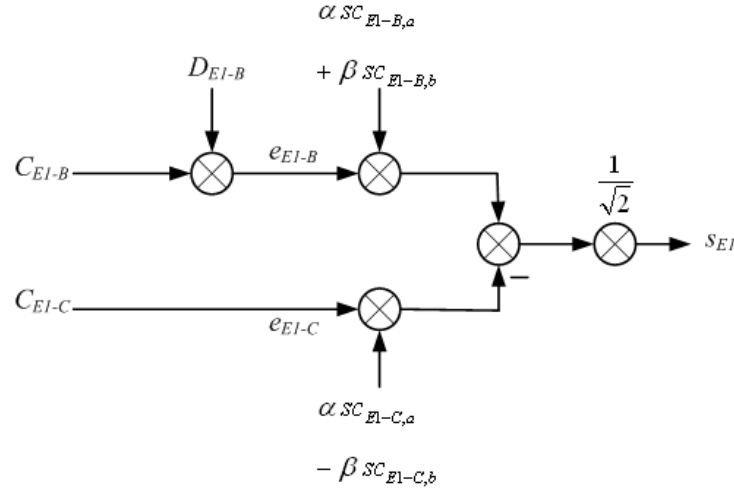 α SC_{E1-B,a}
+ β SC_{E1-B,b}
D_{E1-B}
C_{E1-B}
e_{E1-B}
1
√2
−
s_{E1}
C_{E1-C}
e_{E1-C}
α SC_{E1-C,a}
− β SC_{E1-C,b}